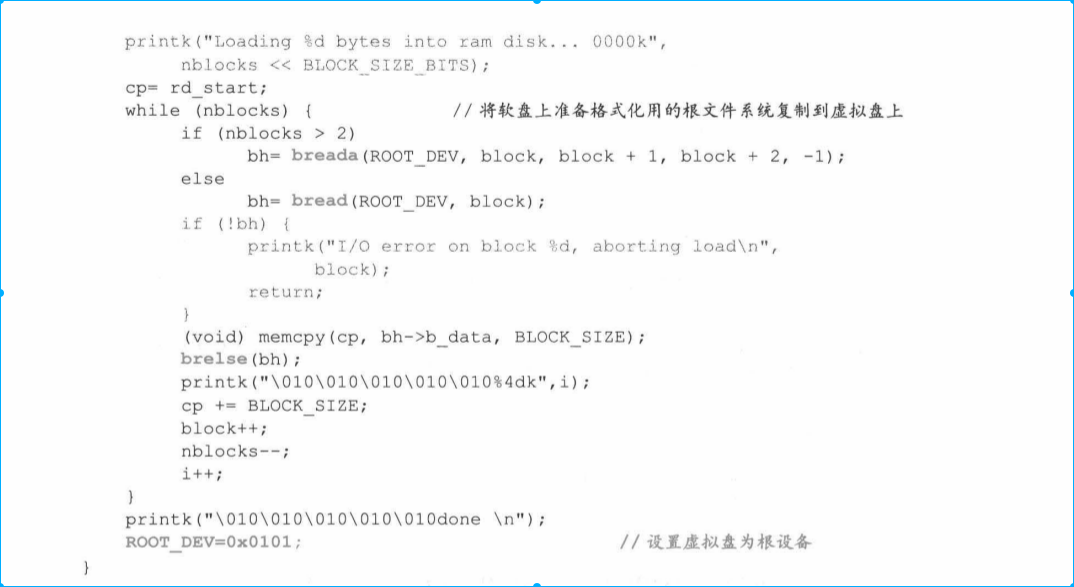 printk("Loading %d bytes into ram disk... 0000k",
nblocks << BLOCK_SIZE_BITS);
cp= rd_start;
while (nblocks) { // 将软盘上准备格式化用的根文件系统复制到虚拟盘上
if (nblocks > 2)
bh= breada(ROOT_DEV, block, block + 1, block + 2, -1);
else
bh= bread(ROOT_DEV, block);
if (!bh) {
printk("I/O error on block %d, aborting load\n",
block);
return;
}
(void) memcpy(cp, bh->b_data, BLOCK_SIZE);
brelse(bh);
printk("\010\010\010\010\010%4dk",i);
cp += BLOCK_SIZE;
block++;
nblocks--;
i++;
}
printk("\010\010\010\010\010done \n");
ROOT_DEV=0x0101; // 设置虚拟盘为根设备
}